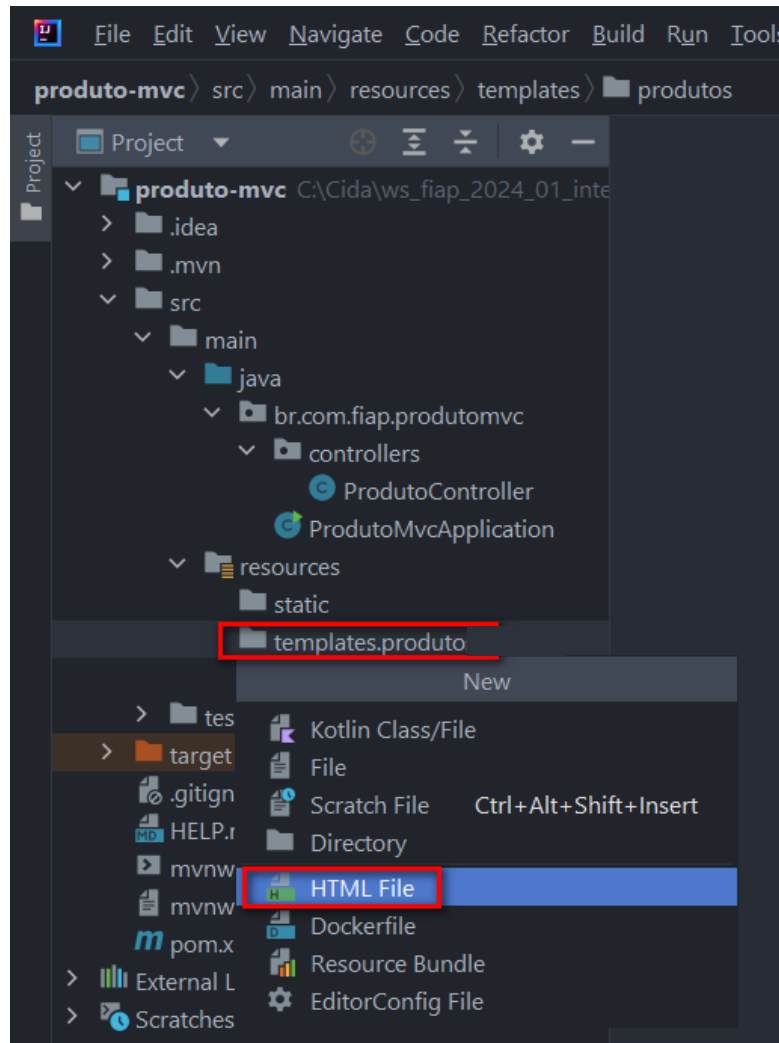 File Edit View Navigate Code Refactor Build Run Tools
produto-mvc src main resources templates produtos
Project
Project
produto-mvc C:\Cida\ws_fiap_2024_01_inte
.idea
.mvn
src
main
java
br.com.fiap.produtomvc
controllers
C ProdutoController
C ProdutoMvcApplication
resources
static
templates.produto
New
Kotlin Class/File
File
Scratch File Ctrl+Alt+Shift+Insert
Directory
HTML File
Dockerfile
Resource Bundle
EditorConfig File
tes
target
.gitign
MD HELP.r
mvnw
mvnw
m pom.x
External L
Scratches